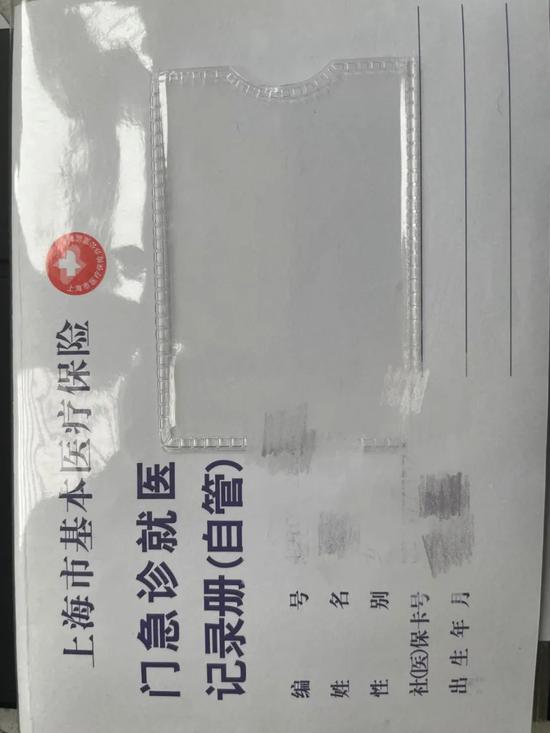 上海市基本医疗保险
门急诊就医
记录册(自管)
编号
姓名
性别
社(医)保卡号
出生年月